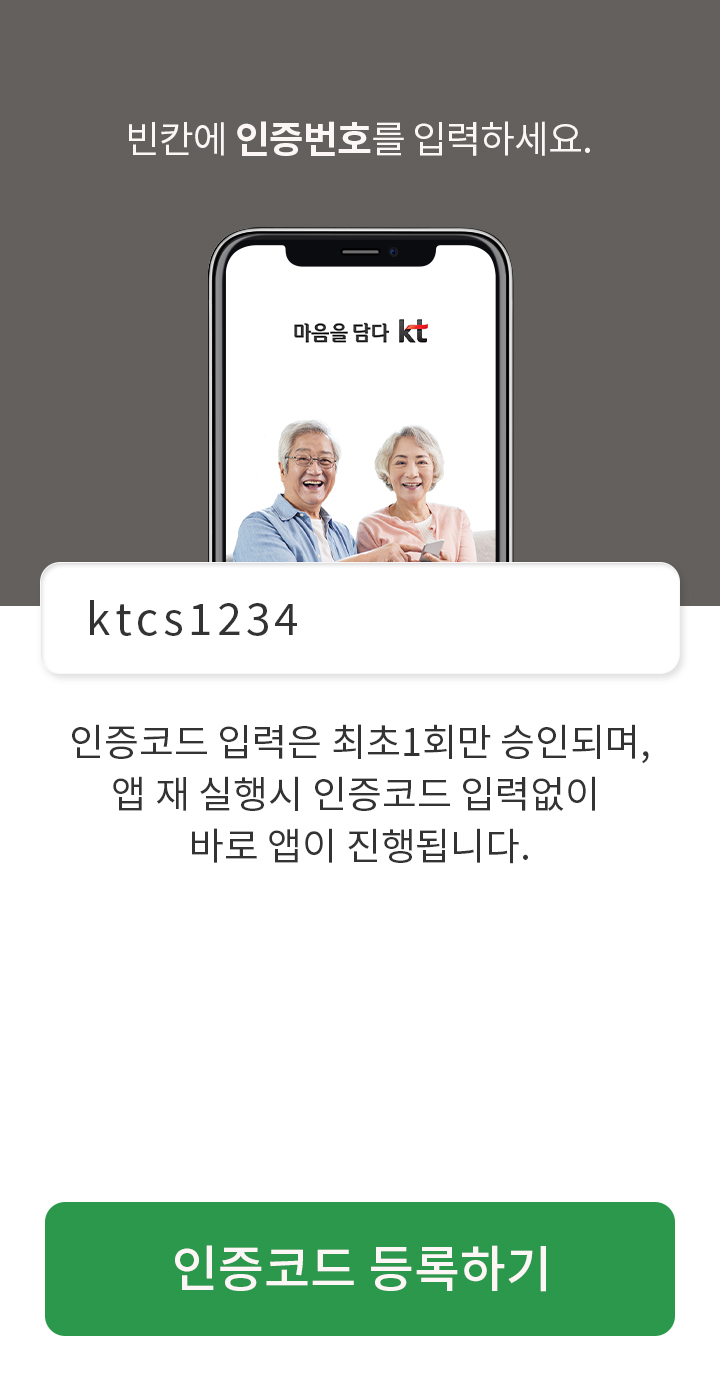 빈칸에 인증번호를 입력하세요.
마음을 담다 kt
ktcs1234
인증코드 입력은 최초1회만 승인되며,
앱 재 실행시 인증코드 입력없이
바로 앱이 진행됩니다.
인증코드 등록하기